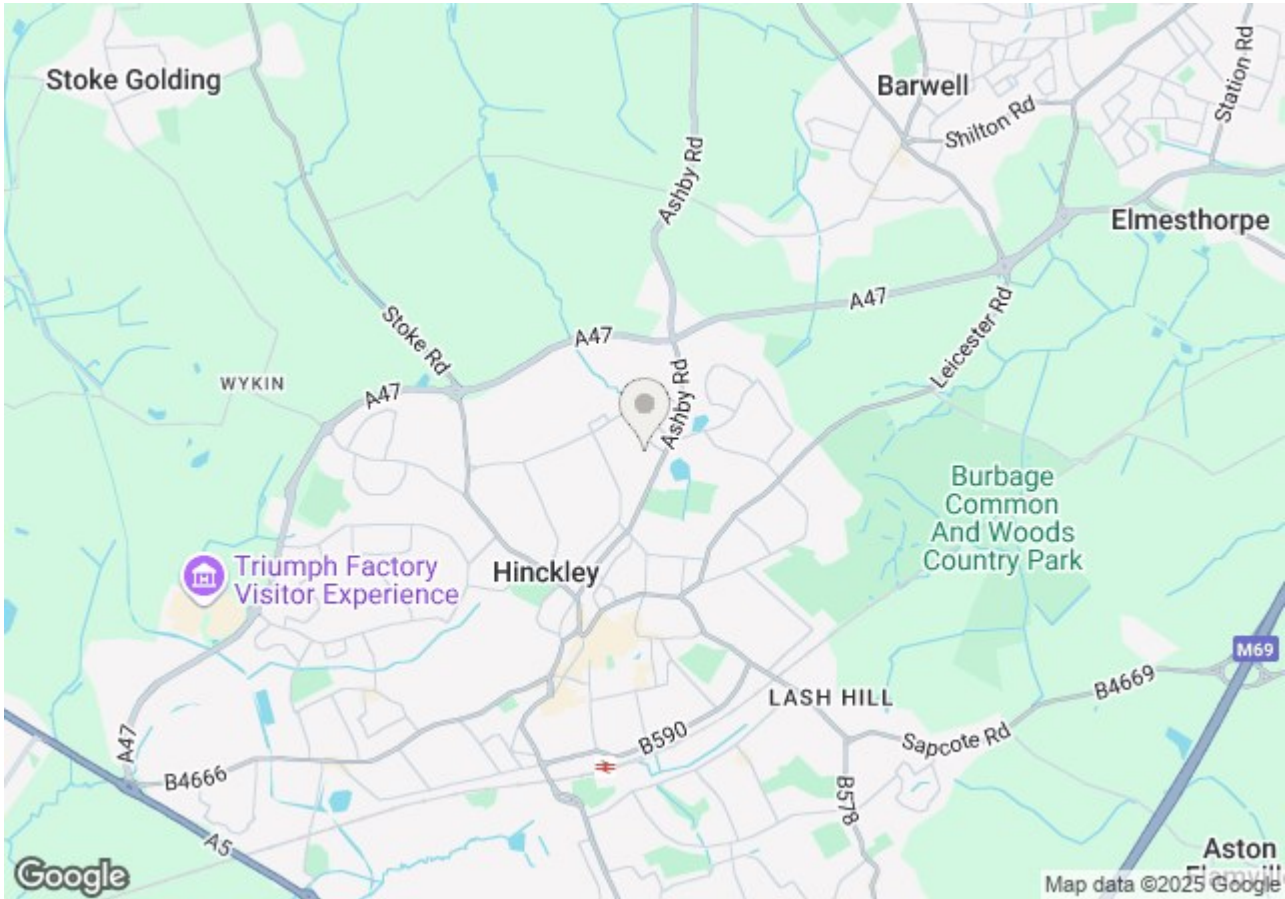 Stoke Golding
Barwell
Station Rd
Shilton Rd
Ashby Rd
Elmesthorpe
A47
Leicester Rd
Stoke Rd
A47
WYKIN
A47
Ashby Rd
Burbage
Common
And Woods
Country Park
Triumph Factory
Visitor Experience
Hinckley
M69
LASH HILL
B4669
Sapcote Rd
A47
B590
B4666
B578
A5
Aston
Google
Map data ©2025 Google